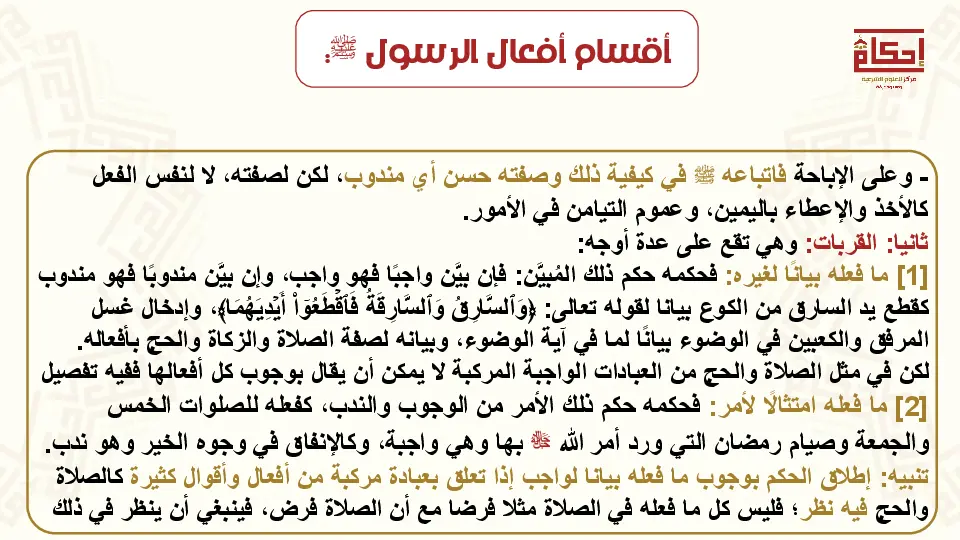 أقسام أفعال الرسول ﷺ:
إحكام
مركز للعلوم الشرعية
- وعلى الإباحة فاتباعه ﷺ في كيفية ذلك وصفته حسن أي مندوب، لكن لصفته، لا لنفس الفعل
كالأخذ والإعطاء باليمين، وعموم التيامن في الأمور.
ثانيا: القربات: وهي تقع على عدة أوجه:
[1] ما فعله بيانًا لغيره: فحكمه حكم ذلك المُبيَّن: فإن بيَّن واجبًا فهو واجب، وإن بيَّن مندوبًا فهو مندوب
كقطع يد السارق من الكوع بيانا لقوله تعالى: ﴿وَٱلسَّارِقُ وَٱلسَّارِقَةُ فَٱقۡطَعُوٓاْ أَيۡدِيَهُمَا﴾، وإدخال غسل
المرفق والكعبين في الوضوء بيانًا لما في آية الوضوء، وبيانه لصفة الصلاة والزكاة والحج بأفعاله.
لكن في مثل الصلاة والحج من العبادات الواجبة المركبة لا يمكن أن يقال بوجوب كل أفعالها ففيه تفصيل
[2] ما فعله امتثالًا لأمر: فحكمه حكم ذلك الأمر من الوجوب والندب، كفعله للصلوات الخمس
والجمعة وصيام رمضان التي ورد أمر الله ﷻ بها وهي واجبة، وكالإنفاق في وجوه الخير وهو ندب.
تنبيه: إطلاق الحكم بوجوب ما فعله بيانا لواجب إذا تعلق بعبادة مركبة من أفعال وأقوال كثيرة كالصلاة
والحج فيه نظر؛ فليس كل ما فعله في الصلاة مثلا فرضا مع أن الصلاة فرض، فينبغي أن ينظر في ذلك